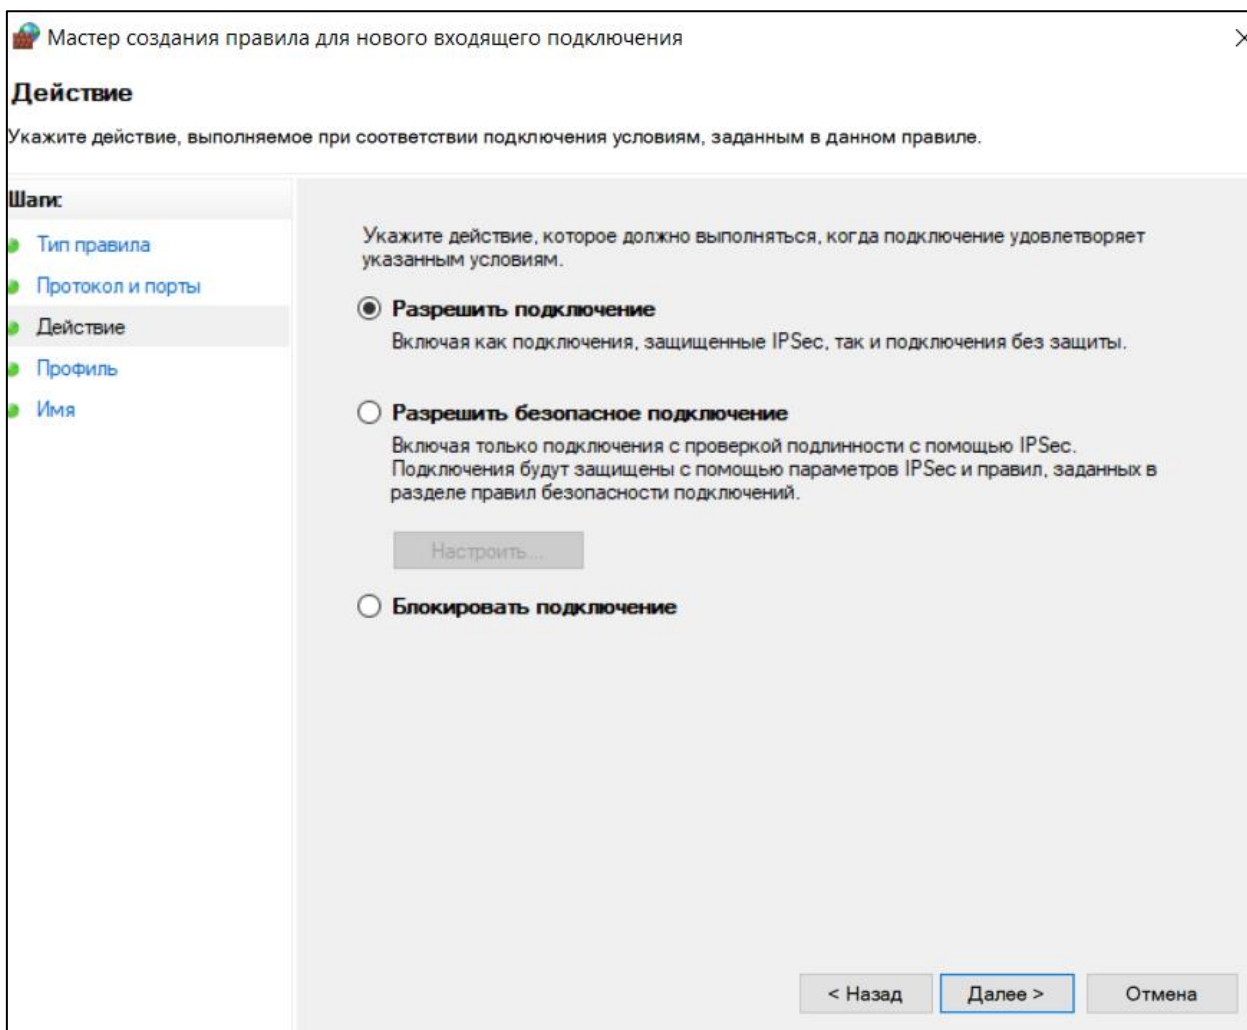 Мастер создания правила для нового входящего подключения
Действие
Укажите действие, выполняемое при соответствии подключения условиям, заданным в данном правиле.
Шаги:
Тип правила
Протокол и порты
Действие
Профиль
Имя
Укажите действие, которое должно выполняться, когда подключение удовлетворяет
указанным условиям.
Разрешить подключение
Включая как подключения, защищенные IPSec, так и подключения без защиты.
Разрешить безопасное подключение
Включая только подключения с проверкой подлинности с помощью IPSec.
Подключения будут защищены с помощью параметров IPSec и правил, заданных в
разделе правил безопасности подключений.
Настроить...
Блокировать подключение
< Назад
Далее >
Отмена